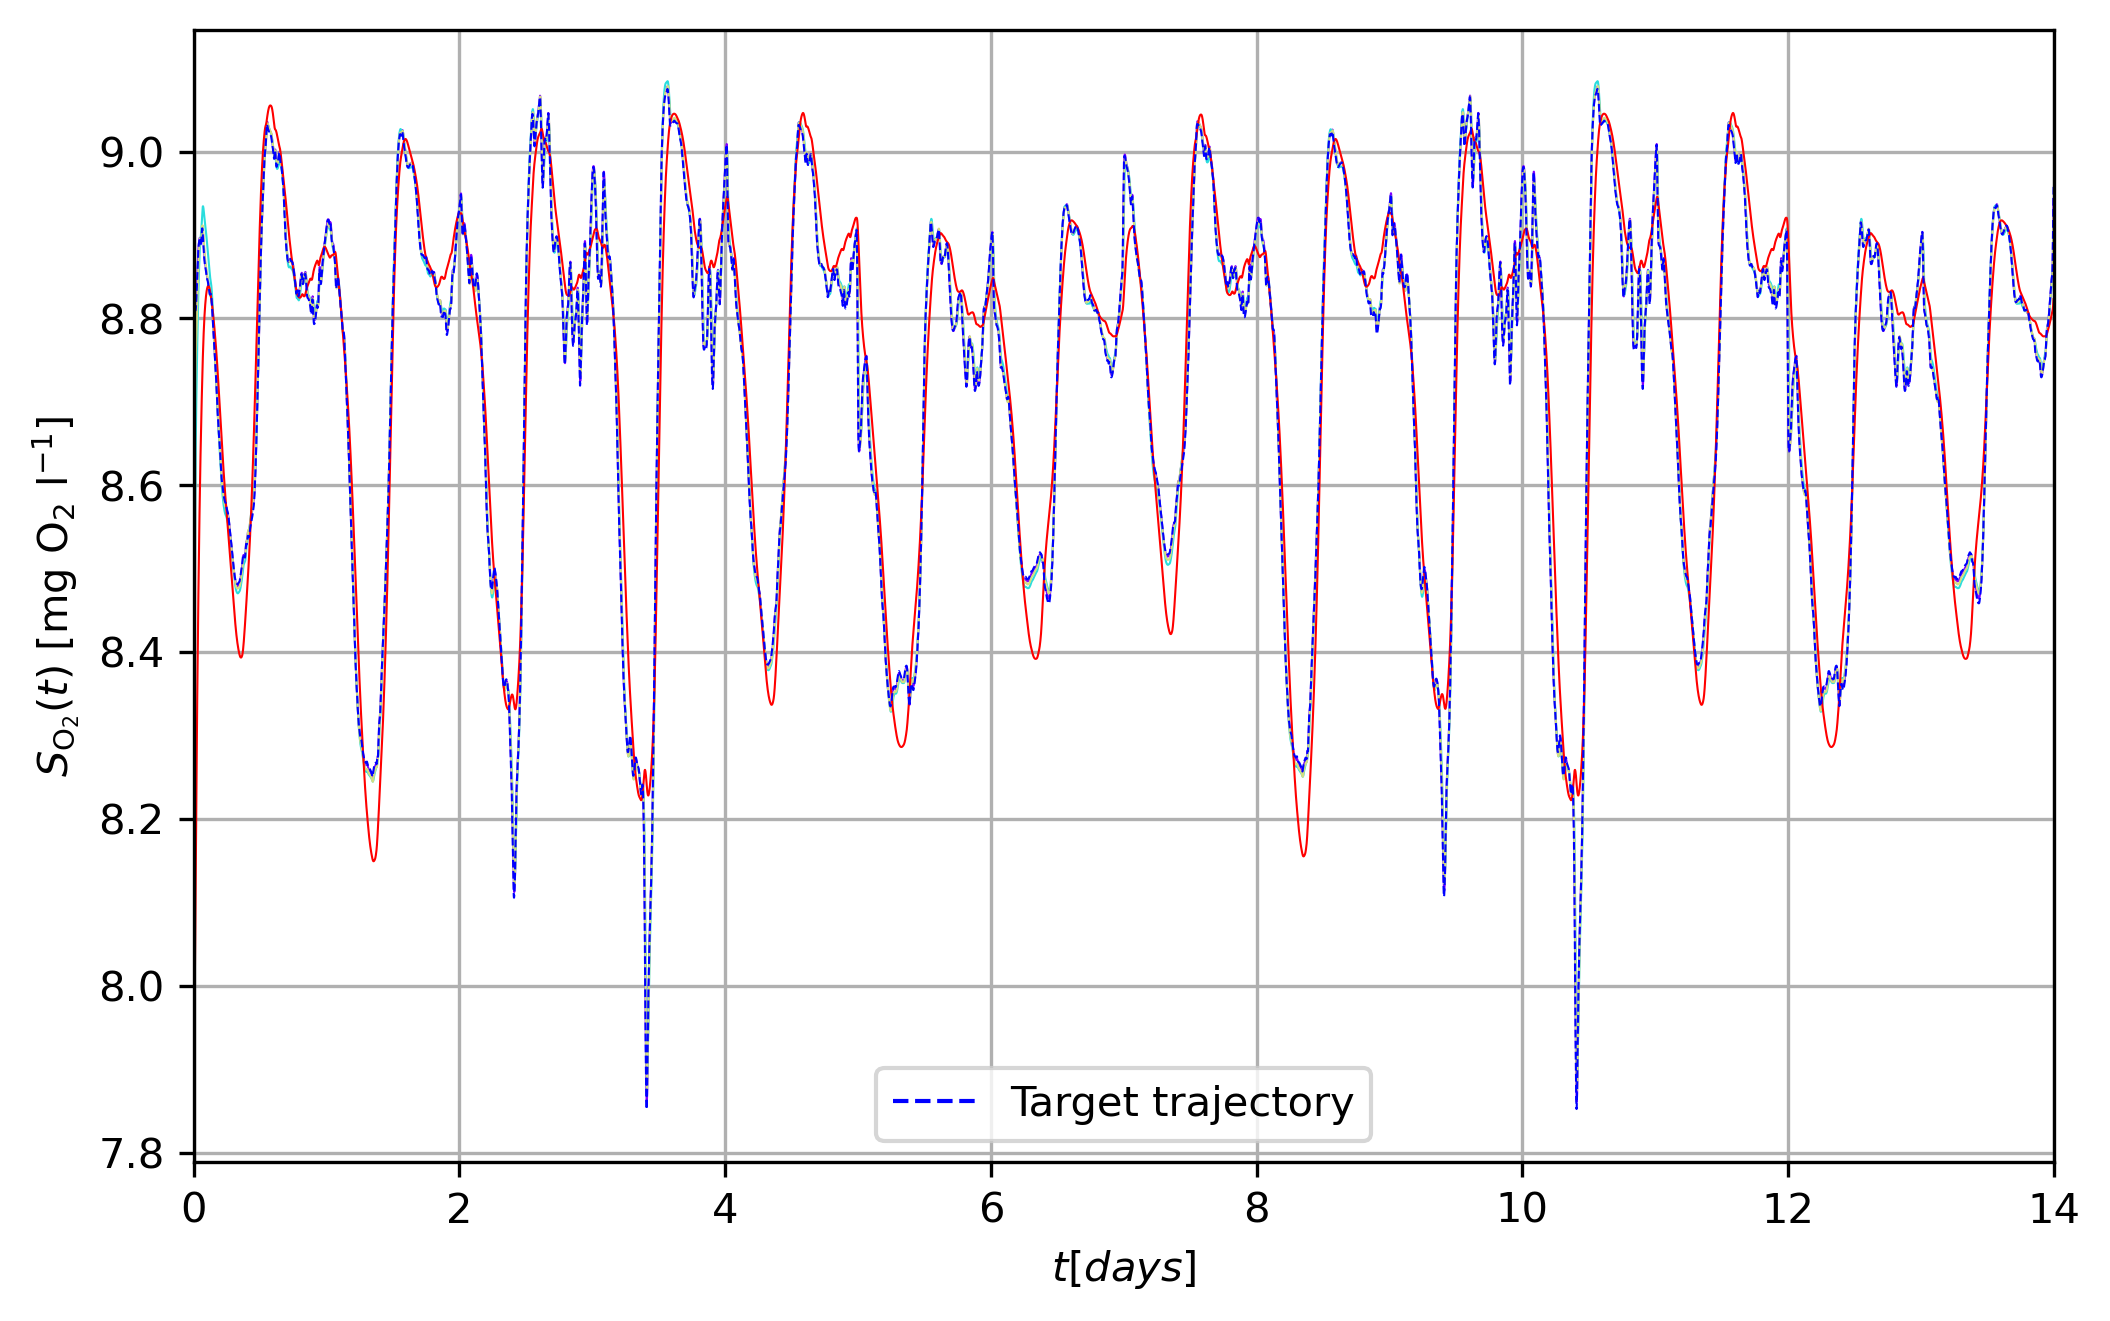 9.0
8.8
8.6
8.4
8.2
8.0
7.8
S_{O_2}(t) [mg O_2 l^{-1}]
Target trajectory
0 2 4 6 8 10 12 14
t[days]